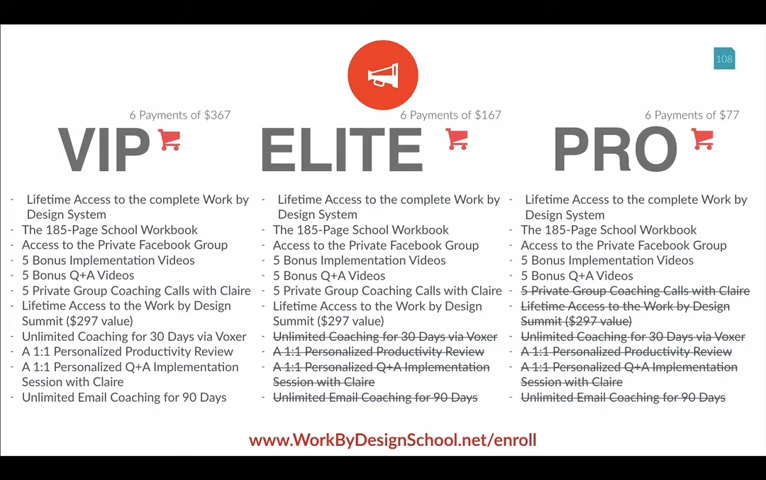 108
6 Payments of $367
VIP
- Lifetime Access to the complete Work by
Design System
- The 185-Page School Workbook
- Access to the Private Facebook Group
- 5 Bonus Implementation Videos
- 5 Bonus Q+A Videos
- 5 Private Group Coaching Calls with Claire
- Lifetime Access to the Work by Design
Summit ($297 value)
- Unlimited Coaching for 30 Days via Voxer
- A 1:1 Personalized Productivity Review
- A 1:1 Personalized Q+A Implementation
Session with Claire
- Unlimited Email Coaching for 90 Days
6 Payments of $167
ELITE
- Lifetime Access to the complete Work by
Design System
- The 185-Page School Workbook
- Access to the Private Facebook Group
- 5 Bonus Implementation Videos
- 5 Bonus Q+A Videos
- 5 Private Group Coaching Calls with Claire
- Lifetime Access to the Work by Design
Summit ($297 value)
- Unlimited Coaching for 30 Days via Voxer
- A 1:1 Personalized Productivity Review
- A 1:1 Personalized Q+A Implementation
Session with Claire
- Unlimited Email Coaching for 90 Days
6 Payments of $77
PRO
- Lifetime Access to the complete Work by
Design System
- The 185-Page School Workbook
- Access to the Private Facebook Group
- 5 Bonus Implementation Videos
- 5 Bonus Q+A Videos
- 5 Private Group Coaching Calls with Claire
- Lifetime Access to the Work by Design
Summit ($297 value)
- Unlimited Coaching for 30 Days via Voxer
- A 1:1 Personalized Productivity Review
- A 1:1 Personalized Q+A Implementation
Session with Claire
- Unlimited Email Coaching for 90 Days
www.WorkByDesignSchool.net/enroll